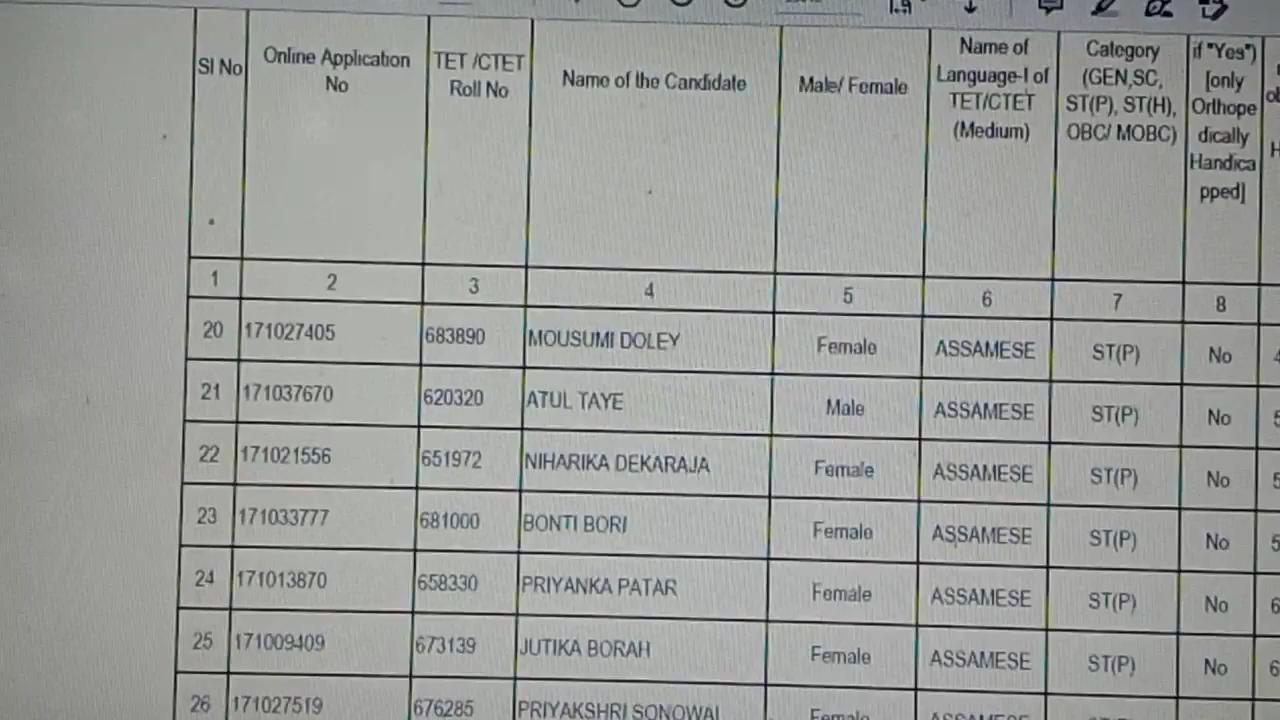 SI No
Online Application
No
TET /CTET
Roll No
Name of the Candidate
Male/ Female
Name of
Language-I of
TET/CTET
(Medium)
Category
(GEN,SC,
ST(P), ST(H),
OBC/ MOBC)
if "Yes")
[only
Orthope
dically
Handica
pped]
1 2 3 4 5 6 7 8
20 171027405 683890 MOUSUMI DOLEY Female ASSAMESE ST(P) No
21 171037670 620320 ATUL TAYE Male ASSAMESE ST(P) No
22 171021556 651972 NIHARIKA DEKARAJA Female ASSAMESE ST(P) No
23 171033777 681000 BONTI BORI Female ASSAMESE ST(P) No
24 171013870 658330 PRIYANKA PATAR Female ASSAMESE ST(P) No
25 171009409 673139 JUTIKA BORAH Female ASSAMESE ST(P) No
26 171027519 676285 PRIYAKSHRI SONOWAL Female ASSAMESE